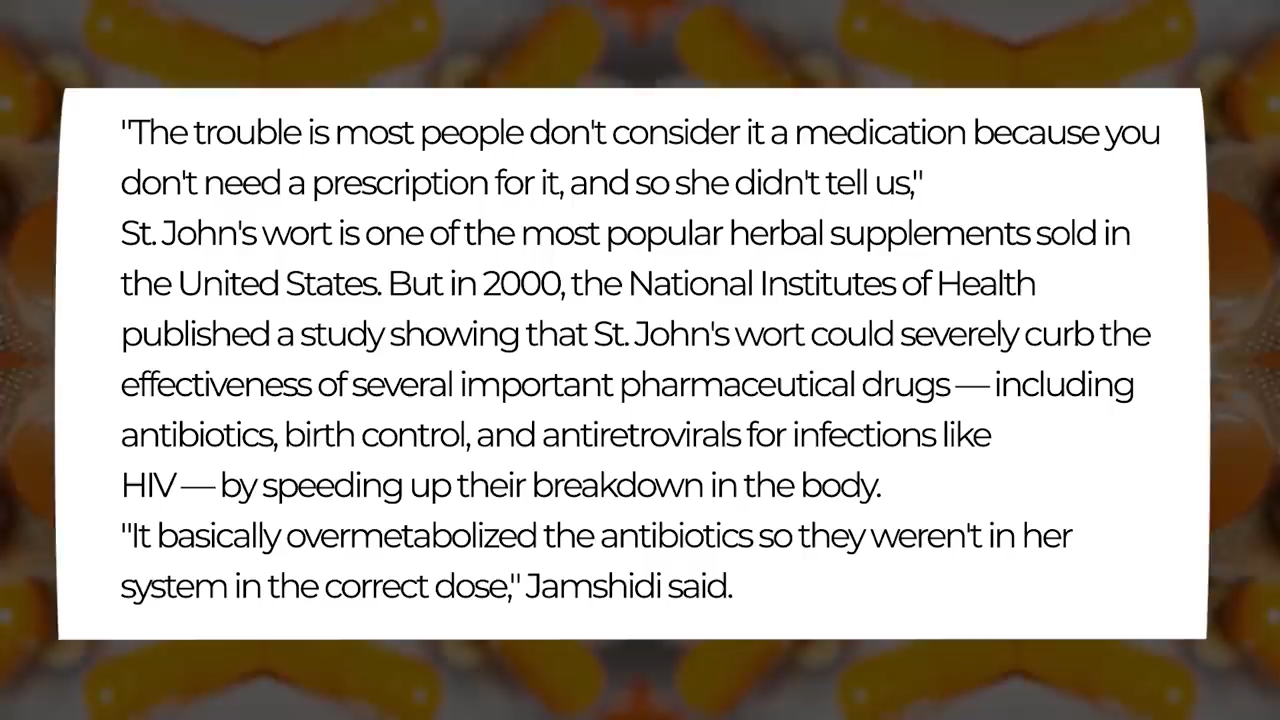 "The trouble is most people don't consider it a medication because you
don't need a prescription for it, and so she didn't tell us,"
St. John's wort is one of the most popular herbal supplements sold in
the United States. But in 2000, the National Institutes of Health
published a study showing that St. John's wort could severely curb the
effectiveness of several important pharmaceutical drugs — including
antibiotics, birth control, and antiretrovirals for infections like
HIV — by speeding up their breakdown in the body.
"It basically overmetabolized the antibiotics so they weren't in her
system in the correct dose," Jamshidi said.